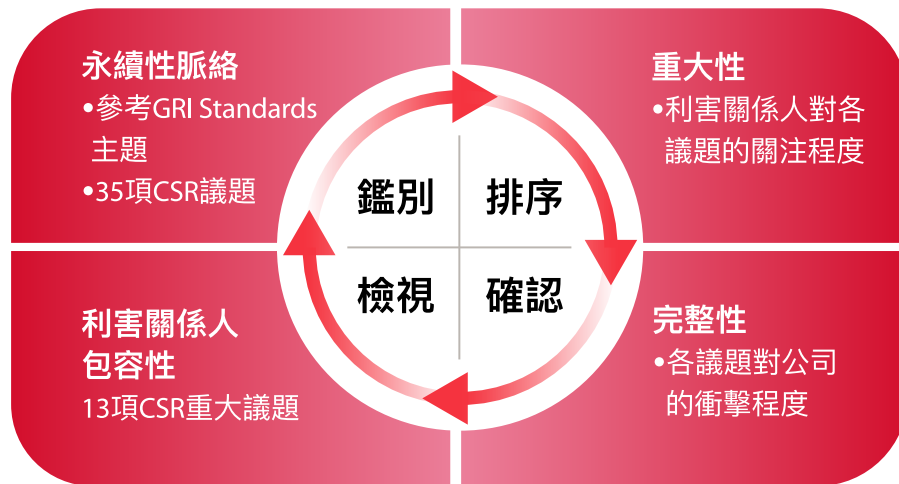 永續性脈絡
•參考GRI Standards
主題
•35項CSR議題
重大性
•利害關係人對各
議題的關注程度
鑑別
排序
檢視
確認
利害關係人
包容性
13項CSR重大議題
完整性
•各議題對公司
的衝擊程度